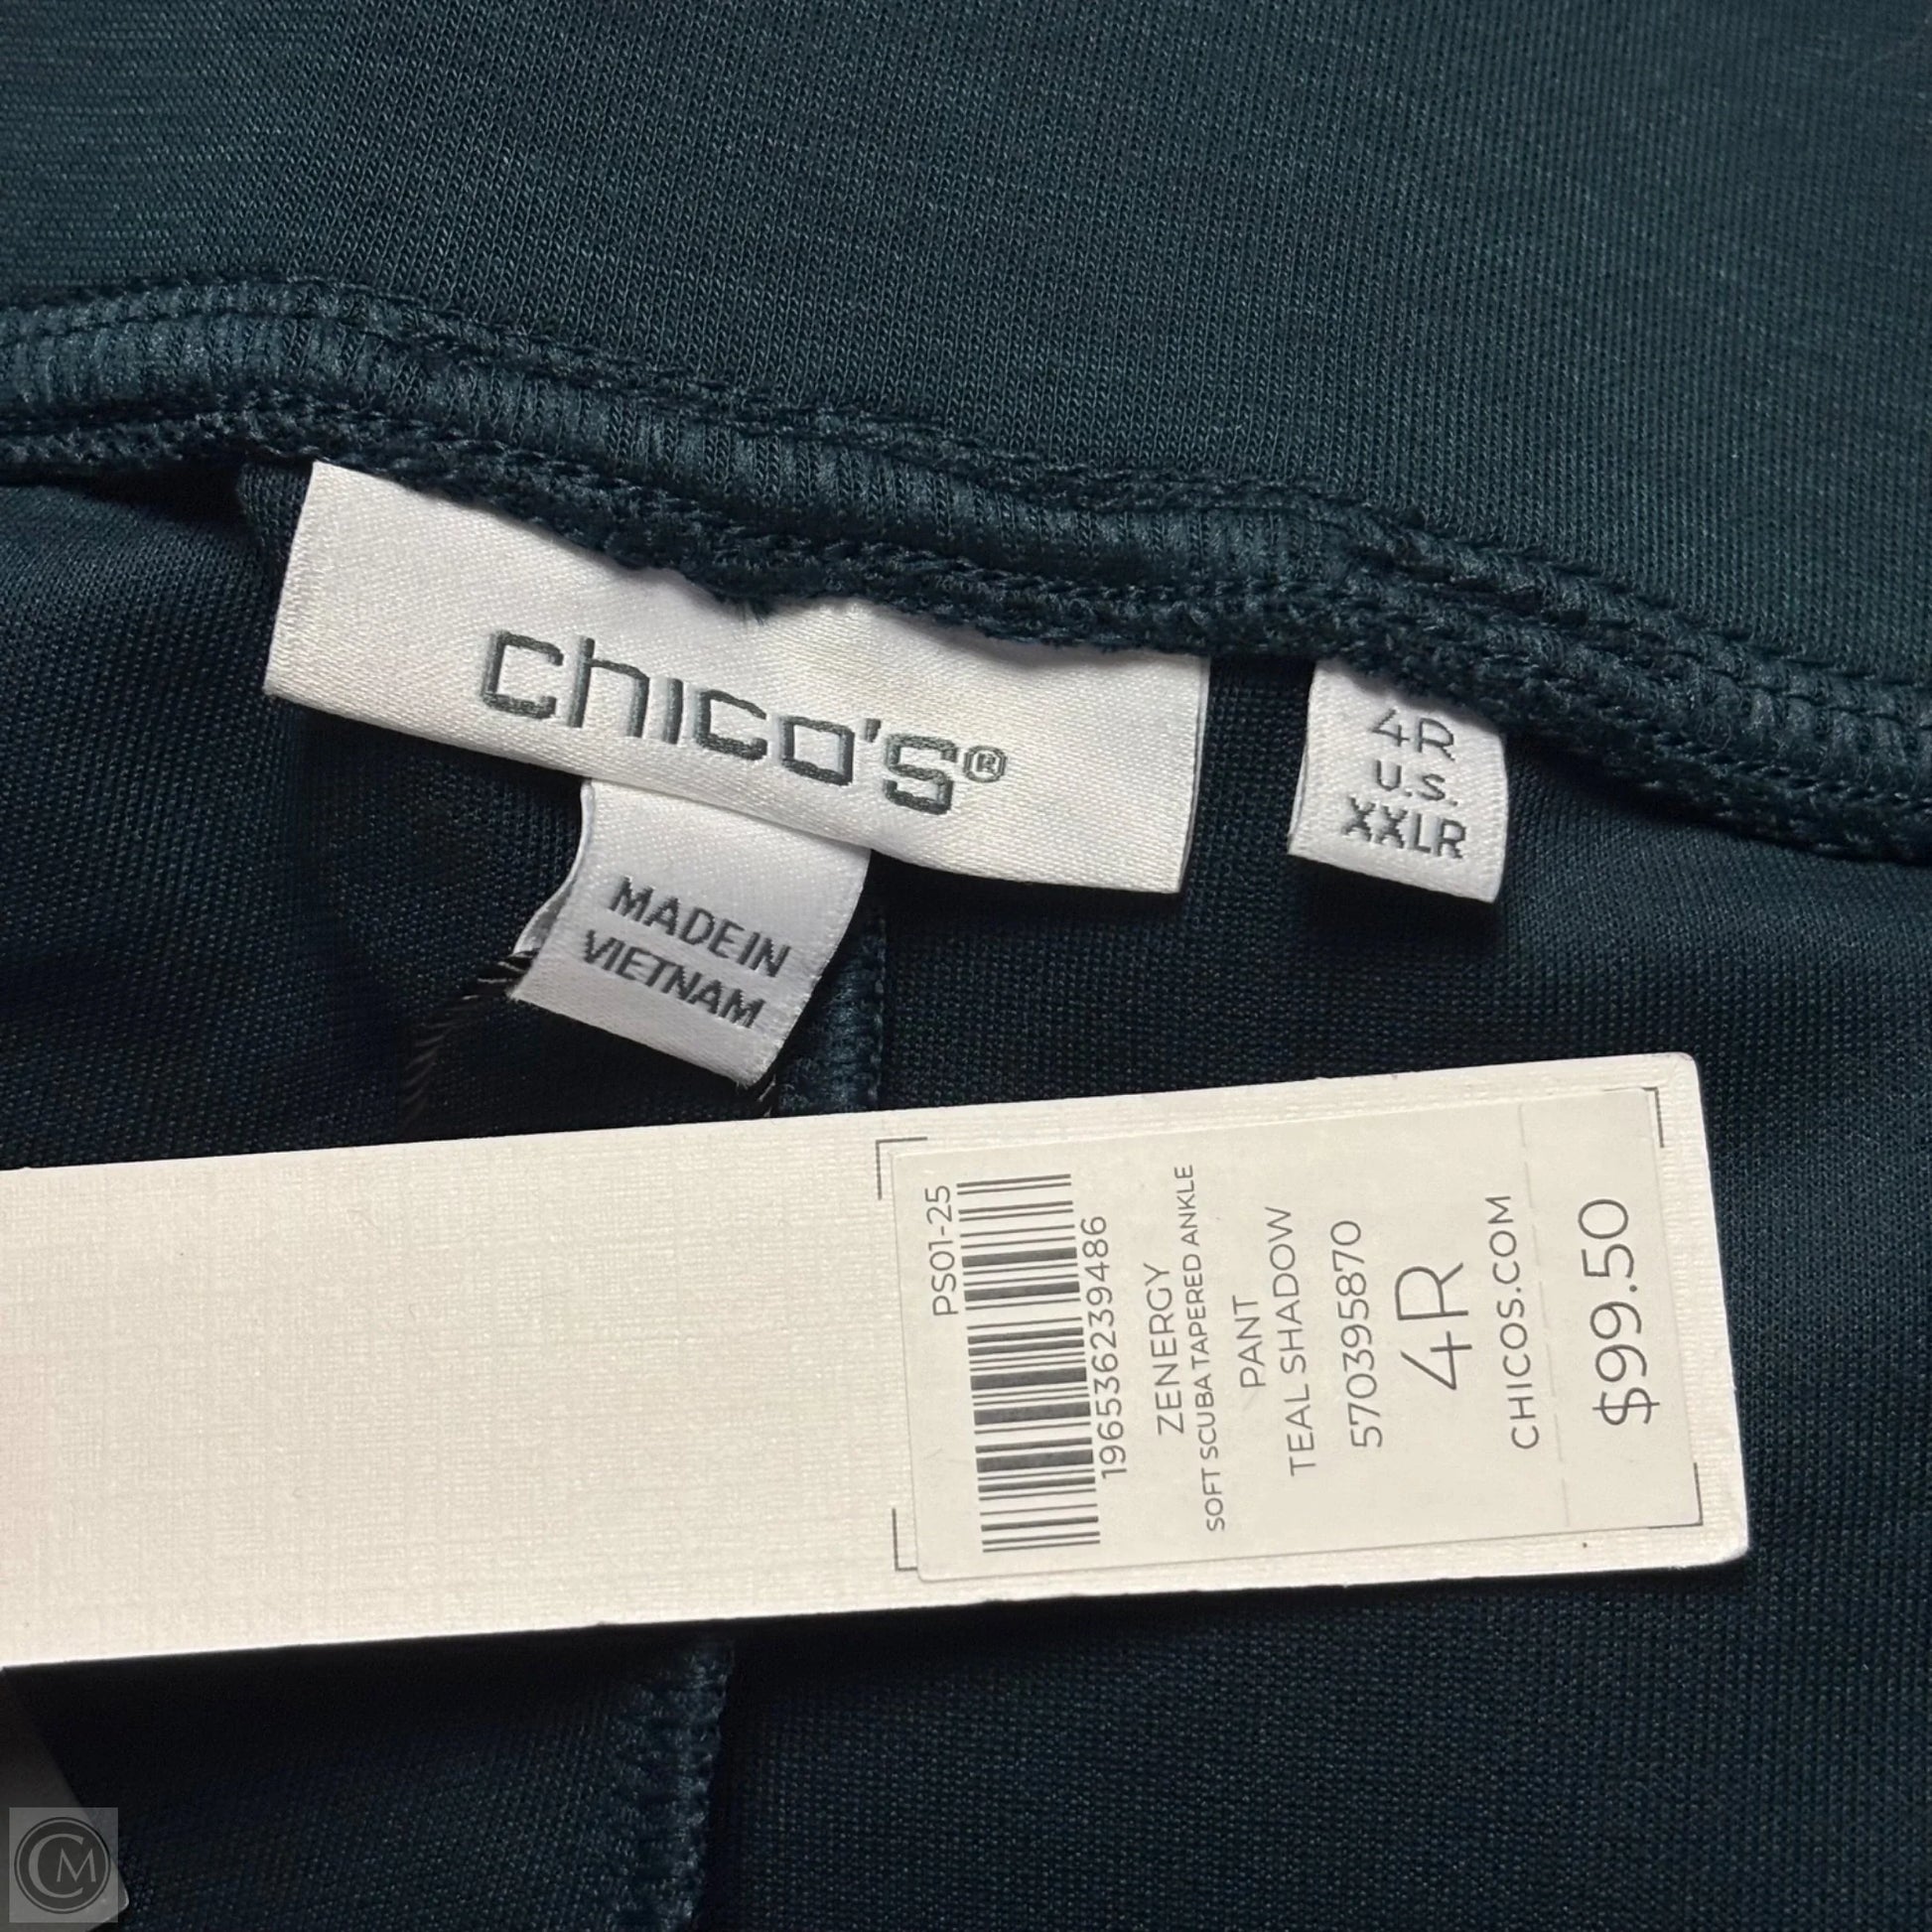 chico's®
4R
U.S.
XXLR
MADE IN
VIETNAM
PS01-25
196536239486
ZENERGY
SOFT SCUBA TAPERED ANKLE
PANT
TEAL SHADOW
570395870
4R
CHICOS.COM
$99.50
CM